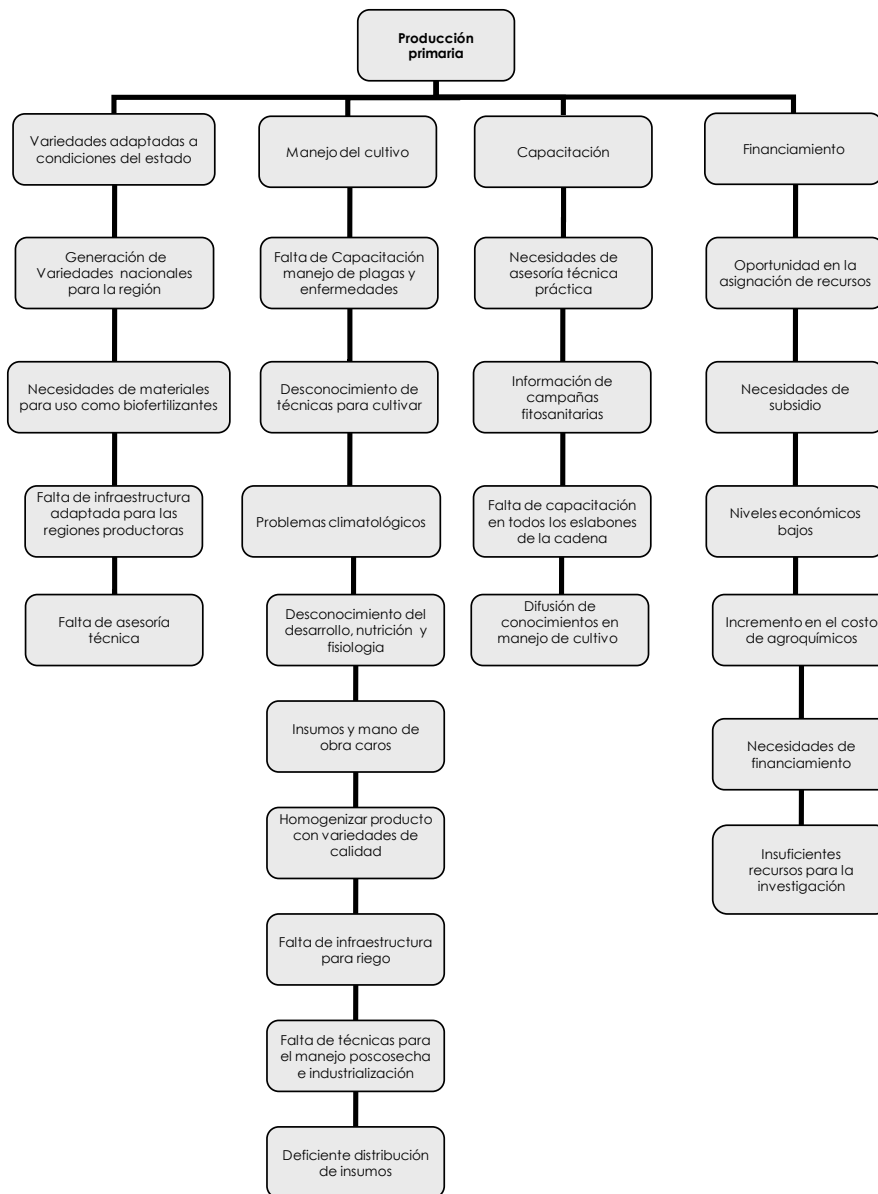 Producción
primaria
Variedades adaptadas a
condiciones del estado
Generación de
Variedades nacionales
para la región
Necesidades de materiales
para uso como biofertilizantes
Falta de infraestructura
adaptada para las
regiones productoras
Falta de asesoría
técnica
Manejo del cultivo
Falta de Capacitación
manejo de plagas y
enfermedades
Desconocimiento de
técnicas para cultivar
Problemas climatológicos
Desconocimiento del
desarrollo, nutrición y
fisiologia
Insumos y mano de
obra caros
Homogenizar producto
con variedades de
calidad
Falta de infraestructura
para riego
Falta de técnicas para
el manejo poscosecha
e industrialización
Deficiente distribución
de insumos
Capacitación
Necesidades de
asesoría técnica
práctica
Información de
campañas
fitosanitarias
Falta de capacitación
en todos los eslabones
de la cadena
Difusión de
conocimientos en
manejo de cultivo
Financiamiento
Oportunidad en la
asignación de recursos
Necesidades de
subsidio
Niveles económicos
bajos
Incremento en el costo
de agroquímicos
Necesidades de
financiamiento
Insuficientes
recursos para la
investigación